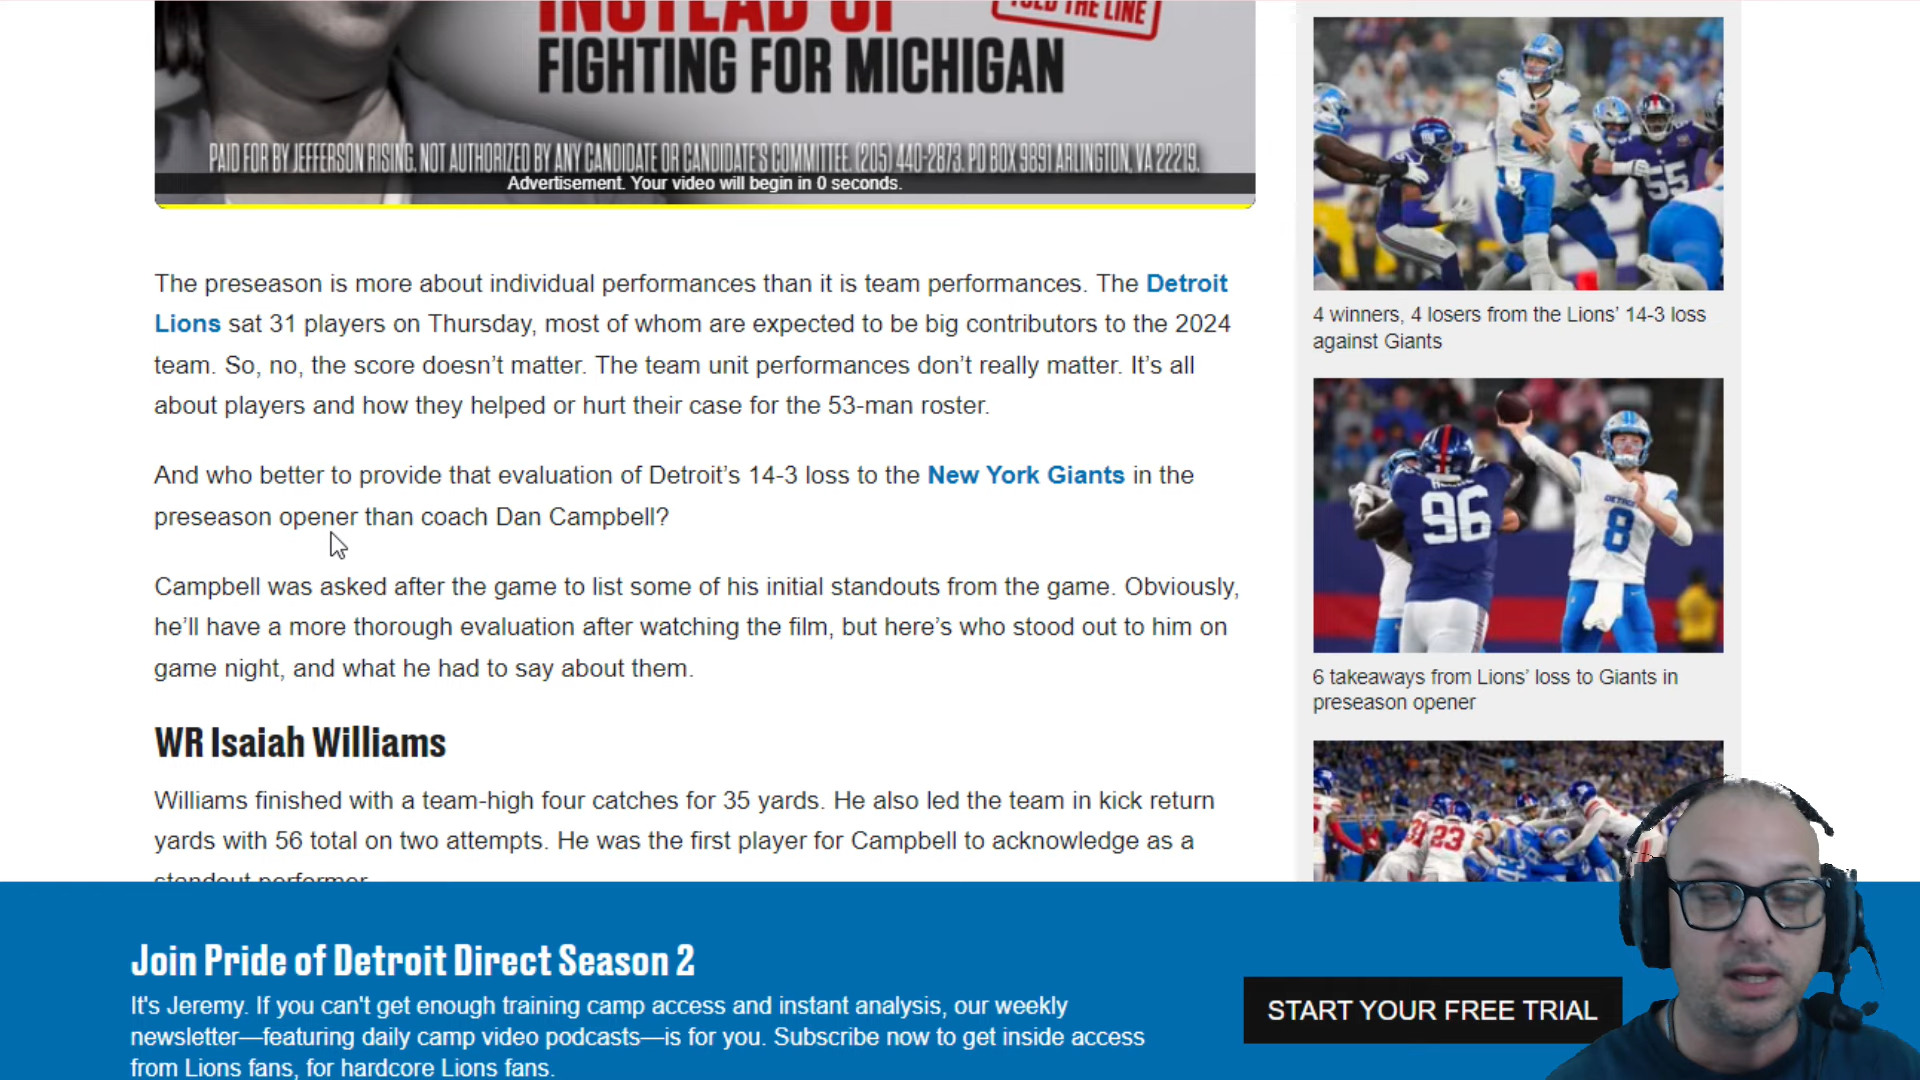 INSTEAD OF
TOLD THE LINE
FIGHTING FOR MICHIGAN
PAID FOR BY JEFFERSON RISING. NOT AUTHORIZED BY ANY CANDIDATE OR CANDIDATE'S COMMITTEE. (205) 440-2873. PO BOX 9891 ARLINGTON, VA 22219.
Advertisement. Your video will begin in 0 seconds.
The preseason is more about individual performances than it is team performances. The Detroit
Lions sat 31 players on Thursday, most of whom are expected to be big contributors to the 2024
team. So, no, the score doesn’t matter. The team unit performances don’t really matter. It’s all
about players and how they helped or hurt their case for the 53-man roster.
And who better to provide that evaluation of Detroit’s 14-3 loss to the New York Giants in the
preseason opener than coach Dan Campbell?
Campbell was asked after the game to list some of his initial standouts from the game. Obviously,
he’ll have a more thorough evaluation after watching the film, but here’s who stood out to him on
game night, and what he had to say about them.
WR Isaiah Williams
Williams finished with a team-high four catches for 35 yards. He also led the team in kick return
yards with 56 total on two attempts. He was the first player for Campbell to acknowledge as a
standout performer.
55
4 winners, 4 losers from the Lions’ 14-3 loss
against Giants
96
DETROIT
8
6 takeaways from Lions’ loss to Giants in
preseason opener
23
Join Pride of Detroit Direct Season 2
It's Jeremy. If you can't get enough training camp access and instant analysis, our weekly
newsletter—featuring daily camp video podcasts—is for you. Subscribe now to get inside access
from Lions fans, for hardcore Lions fans.
START YOUR FREE TRIAL